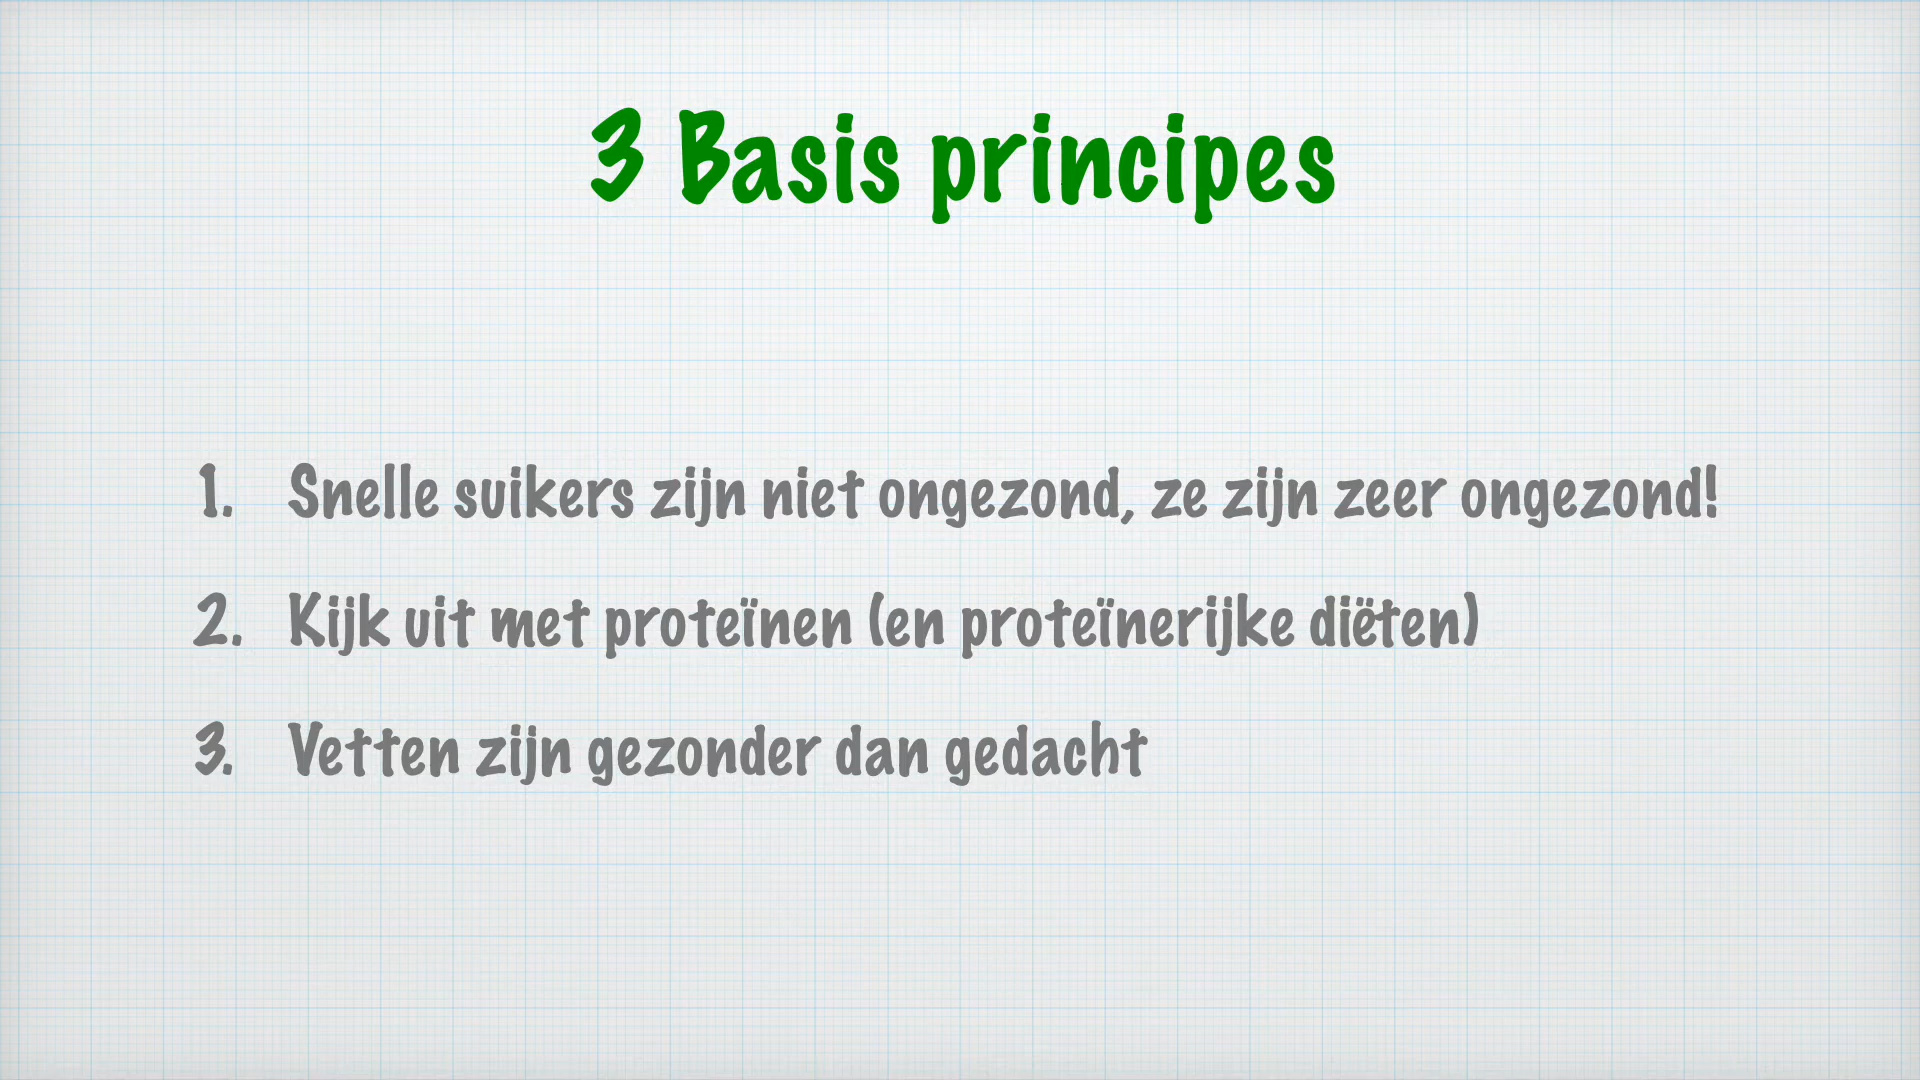 3 Basis principes
1. Snelle suikers zijn niet ongezond, ze zijn zeer ongezond!
2. Kijk uit met proteïnen (en proteïnerijke diëten)
3. Vetten zijn gezonder dan gedacht